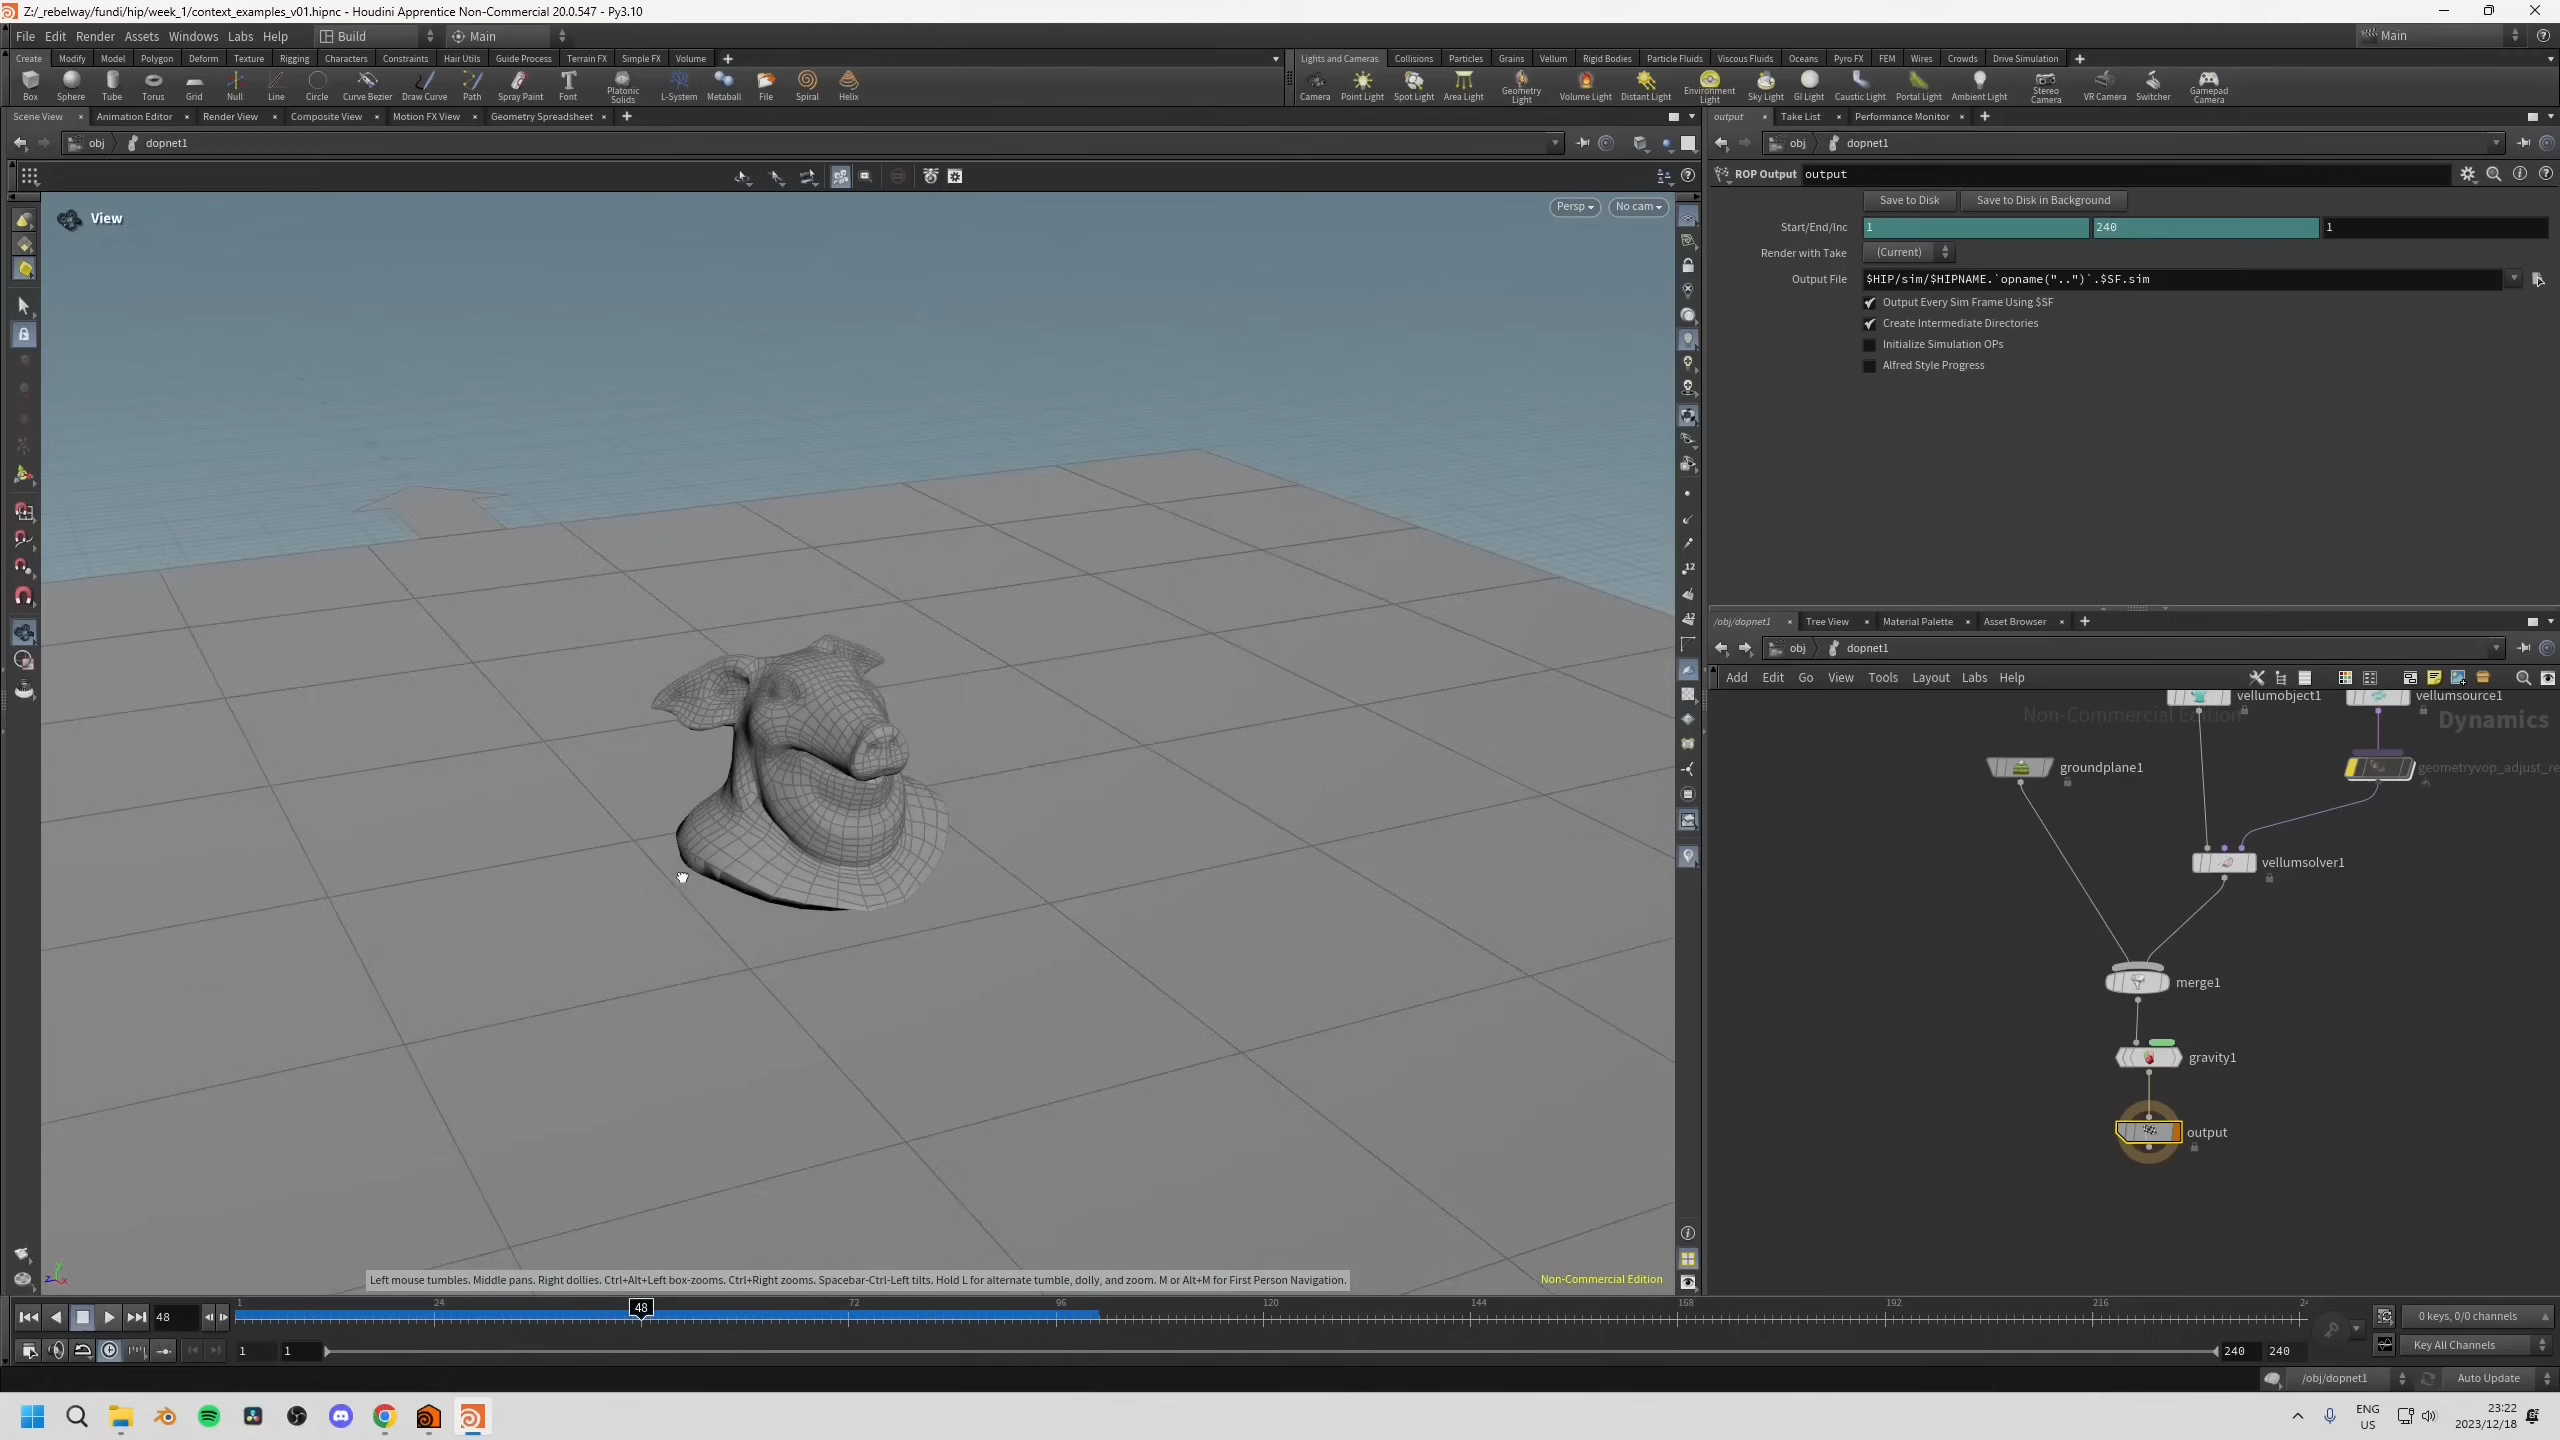 Z:/_rebelway/fundi/hip/week_1/context_examples_v01.hipnc - Houdini Apprentice Non-Commercial 20.0.547 - Py3.10
File Edit Render Assets Windows Labs Help Build Main Main
Create Modify Model Polygon Deform Texture Rigging Characters Constraints Hair Utils Guide Process Terrain FX Simple FX Volume
Lights and Cameras Collisions Particles Grains Vellum Rigid Bodies Particle Fluids Viscous Fluids Oceans Pyro FX FEM Wires Crowds Drive Simulation
Box Sphere Tube Torus Grid Null Line Circle Curve Bezier Draw Curve Path Spray Paint Font Platonic Solids L-System Metaball File Spiral Helix
Camera Point Light Spot Light Area Light Geometry Light Volume Light Distant Light Environment Light Sky Light GI Light Caustic Light Portal Light Ambient Light Stereo Camera VR Camera Switcher Gamepad Camera
Scene View Animation Editor Render View Composite View Motion FX View Geometry Spreadsheet
output Take List Performance Monitor
obj dopnet1
obj dopnet1
View
Persp No cam
ROP Output output
Save to Disk Save to Disk in Background
Start/End/Inc 1 240 1
Render with Take (Current)
Output File $HIP/sim/$HIPNAME.`opname("..")`.$SF.sim
Output Every Sim Frame Using $SF
Create Intermediate Directories
Initialize Simulation OPs
Alfred Style Progress
/obj/dopnet1 Tree View Material Palette Asset Browser
obj dopnet1
Add Edit Go View Tools Layout Labs Help
vellumobject1 vellumsource1
Non-Commercial Edition Dynamics
groundplane1
geometryvop_adjust_re
vellumsolver1
merge1
gravity1
output
Left mouse tumbles. Middle pans. Right dollies. Ctrl+Alt+Left box-zooms. Ctrl+Right zooms. Spacebar-Ctrl-Left tilts. Hold L for alternate tumble, dolly, and zoom. M or Alt+M for First Person Navigation.
Non-Commercial Edition
48 1 24 48 72 96 120 144 168 192 216 24
0 keys, 0/0 channels
1 1 240 240
Key All Channels
/obj/dopnet1 Auto Update
ENG
US
23:22
2023/12/18